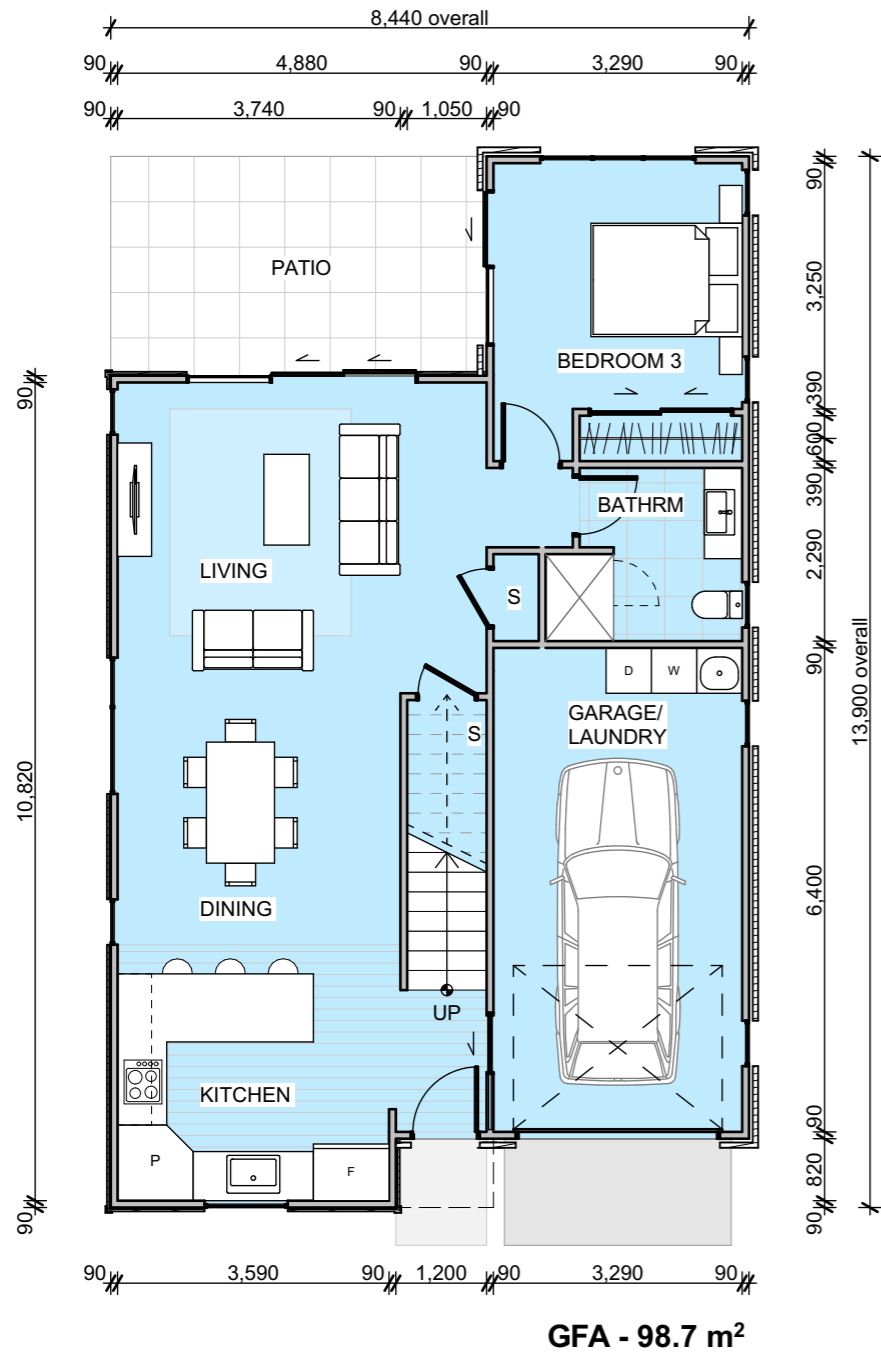 8,440 overall
90 4,880 90 3,290 90
90 3,740 90 1,050 90
PATIO
BEDROOM 3
BATHRM
LIVING
S
D W
GARAGE/
LAUNDRY
S
DINING
UP
KITCHEN
P
F
90
10,820
90
90
3,250
390
600
390
2,290
90
6,400
90
820
90
13,900 overall
90 3,590 90 1,200 90 3,290 90
GFA - 98.7 m²